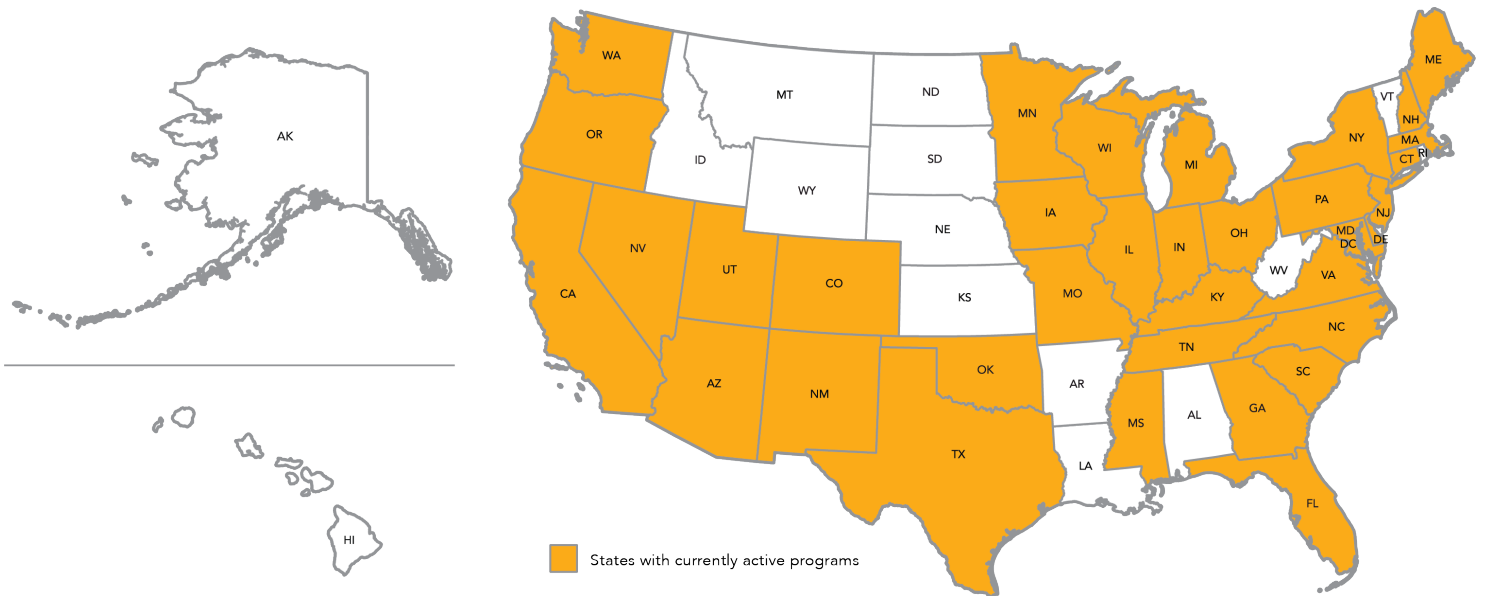 WA
MT
ND
MN
ME
VT
NH
NY
MA
RI
CT
AK
OR
ID
SD
WI
MI
WY
PA
IA
NJ
NE
OH
MD
DE
DC
NV
IL
IN
UT
WV
VA
CO
CA
KS
MO
KY
NC
TN
OK
SC
AZ
AR
NM
GA
AL
MS
TX
LA
FL
HI
States with currently active programs